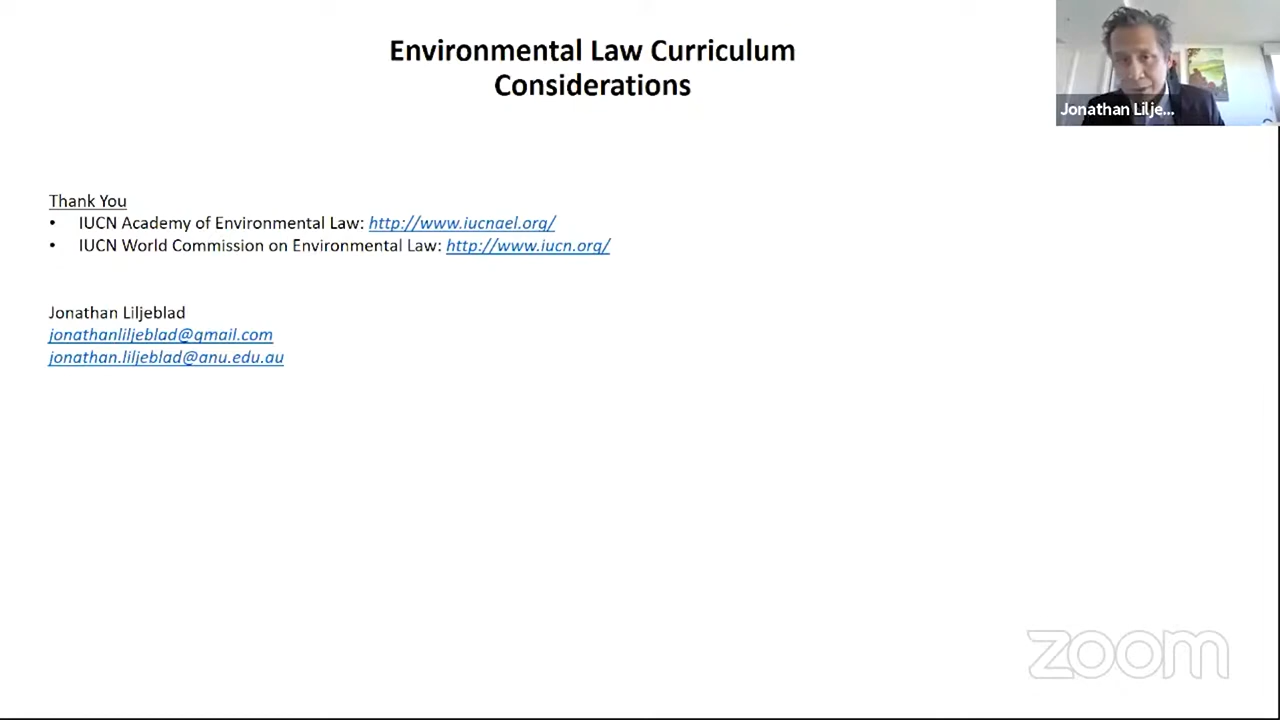 Environmental Law Curriculum
Considerations
Jonathan Lilje...
Thank You
• IUCN Academy of Environmental Law: http://www.iucnael.org/
• IUCN World Commission on Environmental Law: http://www.iucn.org/
Jonathan Liljeblad
jonathanliljeblad@gmail.com
jonathan.liljeblad@anu.edu.au
zoom